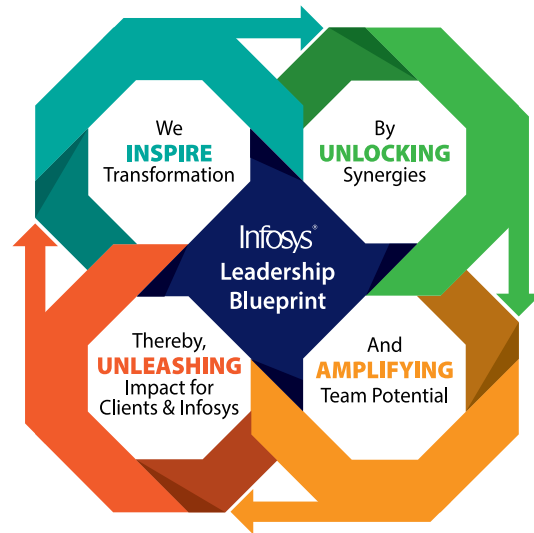 We
INSPIRE
Transformation
By
UNLOCKING
Synergies
Infosys®
Leadership
Blueprint
Thereby,
UNLEASHING
Impact for
Clients & Infosys
And
AMPLIFYING
Team Potential